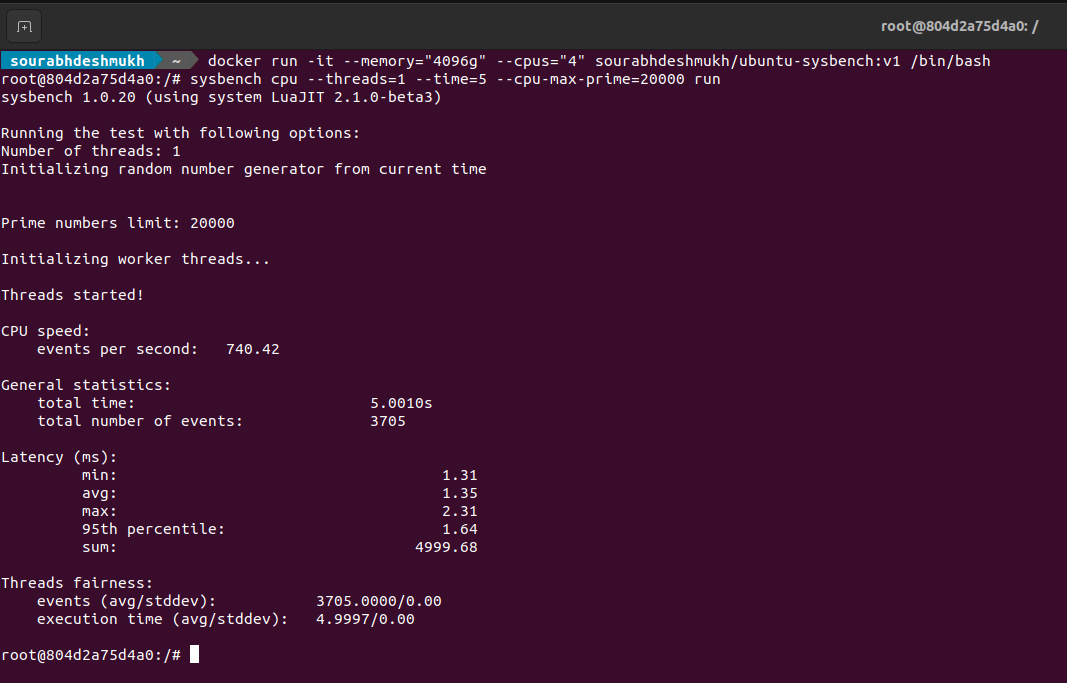 root@804d2a75d4a0: /
sourabhdeshmukh ~ docker run -it --memory="4096g" --cpus="4" sourabhdeshmukh/ubuntu-sysbench:v1 /bin/bash
root@804d2a75d4a0:/# sysbench cpu --threads=1 --time=5 --cpu-max-prime=20000 run
sysbench 1.0.20 (using system LuaJIT 2.1.0-beta3)
Running the test with following options:
Number of threads: 1
Initializing random number generator from current time
Prime numbers limit: 20000
Initializing worker threads...
Threads started!
CPU speed:
events per second: 740.42
General statistics:
total time: 5.0010s
total number of events: 3705
Latency (ms):
min: 1.31
avg: 1.35
max: 2.31
95th percentile: 1.64
sum: 4999.68
Threads fairness:
events (avg/stddev): 3705.0000/0.00
execution time (avg/stddev): 4.9997/0.00
root@804d2a75d4a0:/#